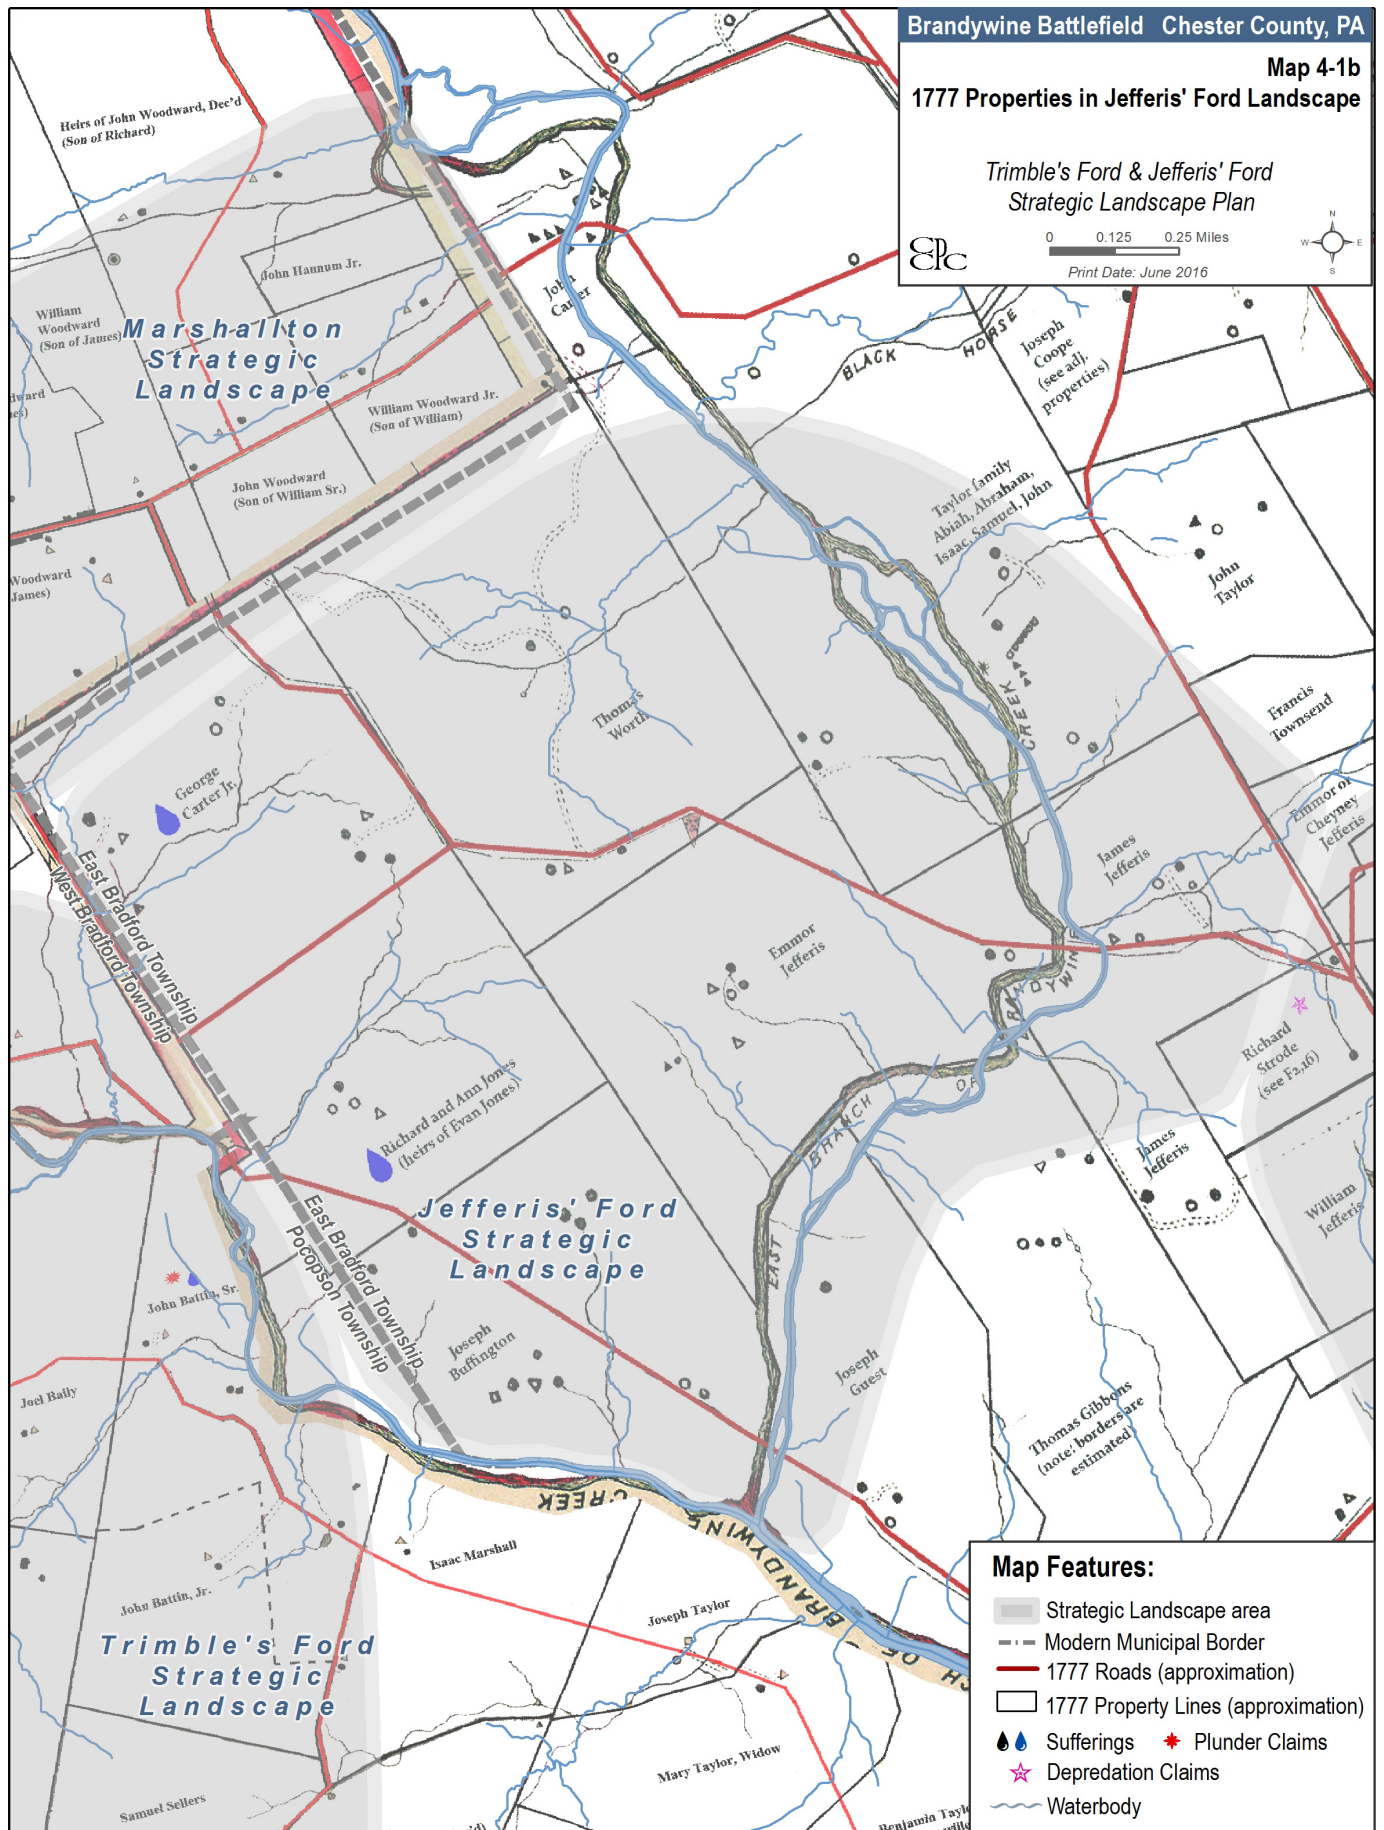 Brandywine Battlefield Chester County, PA
Map 4-1b
1777 Properties in Jefferis' Ford Landscape
Trimble's Ford & Jefferis' Ford
Strategic Landscape Plan
0 0.125 0.25 Miles
Print Date: June 2016
CCPC
N
W E
S
Heirs of John Woodward, Dec'd
(Son of Richard)
John Hannum Jr.
William
Woodward
(Son of James)
Marshallton
Strategic
Landscape
William Woodward Jr.
(Son of William)
John Woodward
(Son of William Sr.)
Woodward
James)
John
Carter
BLACK HORSE
Joseph
Coope
(see adj.
properties)
Taylor family
Abiah, Abraham,
Isaac, Samuel, John
John
Taylor
Francis
Townsend
Emmor or
Cheyney
Jefferis
CREEK
Thomas
Worth
George
Carter Jr.
East Bradford Township
West Bradford Township
James
Jefferis
Emmor
Jefferis
BRANDYWINE
OF
BRANCH
EAST
Richard
Strode
(see F2,16)
Richard and Ann Jones
(heirs of Evan Jones)
James
Jefferis
William
Jefferis
Jefferis' Ford
Strategic
Landscape
East Bradford Township
Pocopson Township
John Battin, Sr.
Joel Baily
Joseph
Buffington
Joseph
Guest
Thomas Gibbons
(note: borders are
estimated)
CREEK
BRANDYWINE
OF
Isaac Marshall
John Battin, Jr.
Joseph Taylor
Trimble's Ford
Strategic
Landscape
Mary Taylor, Widow
Samuel Sellers
Map Features:
Strategic Landscape area
Modern Municipal Border
1777 Roads (approximation)
1777 Property Lines (approximation)
Sufferings Plunder Claims
Depredation Claims
Waterbody